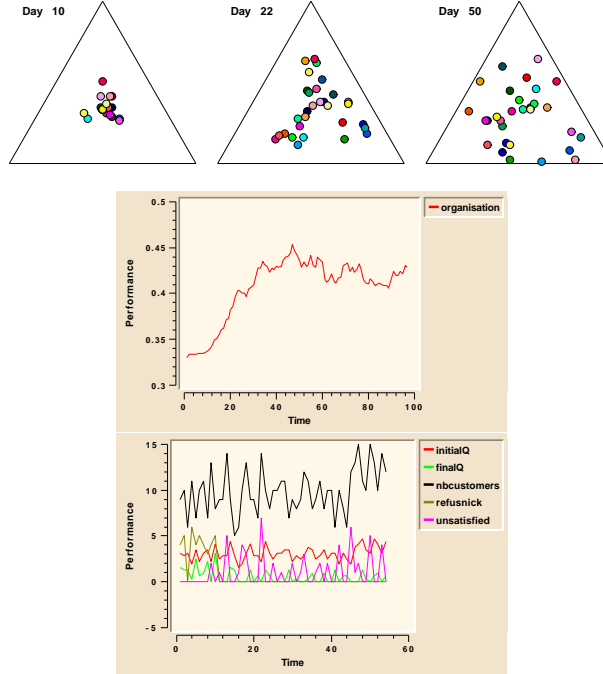 Day 10
Day 22
Day 50
0.5
0.45
0.4
0.35
0.3
Performance
0 20 40 60 80 100
Time
organisation
15
10
5
0
-5
Performance
0 20 40 60
Time
initialQ
finalQ
nbcustomers
refusnick
unsatisfied